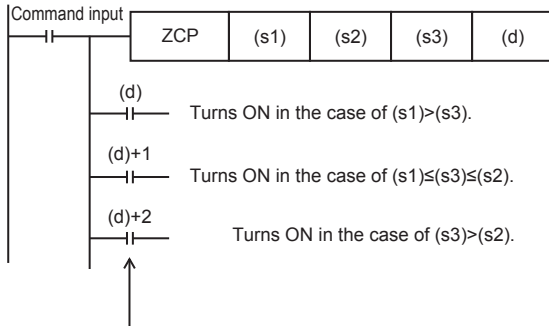 Command input
ZCP (s1) (s2) (s3) (d)
(d)
Turns ON in the case of (s1)>(s3).
(d)+1
Turns ON in the case of (s1)≤(s3)≤(s2).
(d)+2
Turns ON in the case of (s3)>(s2).